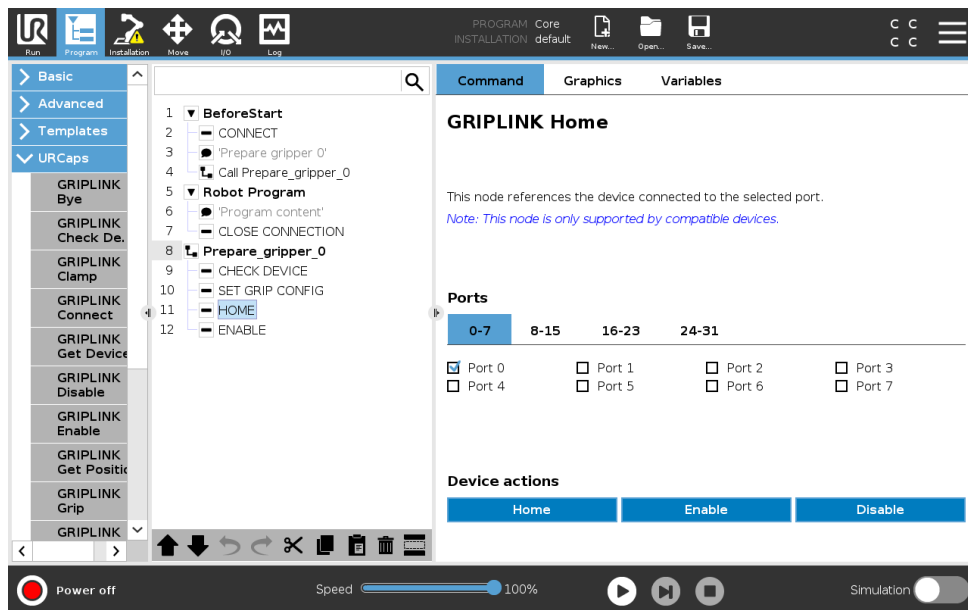 PROGRAM Core
INSTALLATION default
Run Program Installation Move I/O Log New... Open... Save...
Basic
Advanced
Templates
URCaps
GRIPLINK
Bye
GRIPLINK
Check De.
GRIPLINK
Clamp
GRIPLINK
Connect
GRIPLINK
Get Device
GRIPLINK
Disable
GRIPLINK
Enable
GRIPLINK
Get Positic
GRIPLINK
Grip
GRIPLINK
1 BeforeStart
2 CONNECT
3 'Prepare gripper 0'
4 Call Prepare_gripper_0
5 Robot Program
6 'Program content'
7 CLOSE CONNECTION
8 Prepare_gripper_0
9 CHECK DEVICE
10 SET GRIP CONFIG
11 HOME
12 ENABLE
Command Graphics Variables
GRIPLINK Home
This node references the device connected to the selected port.
Note: This node is only supported by compatible devices.
Ports
0-7 8-15 16-23 24-31
Port 0 Port 1 Port 2 Port 3
Port 4 Port 5 Port 6 Port 7
Device actions
Home Enable Disable
Power off Speed 100% Simulation